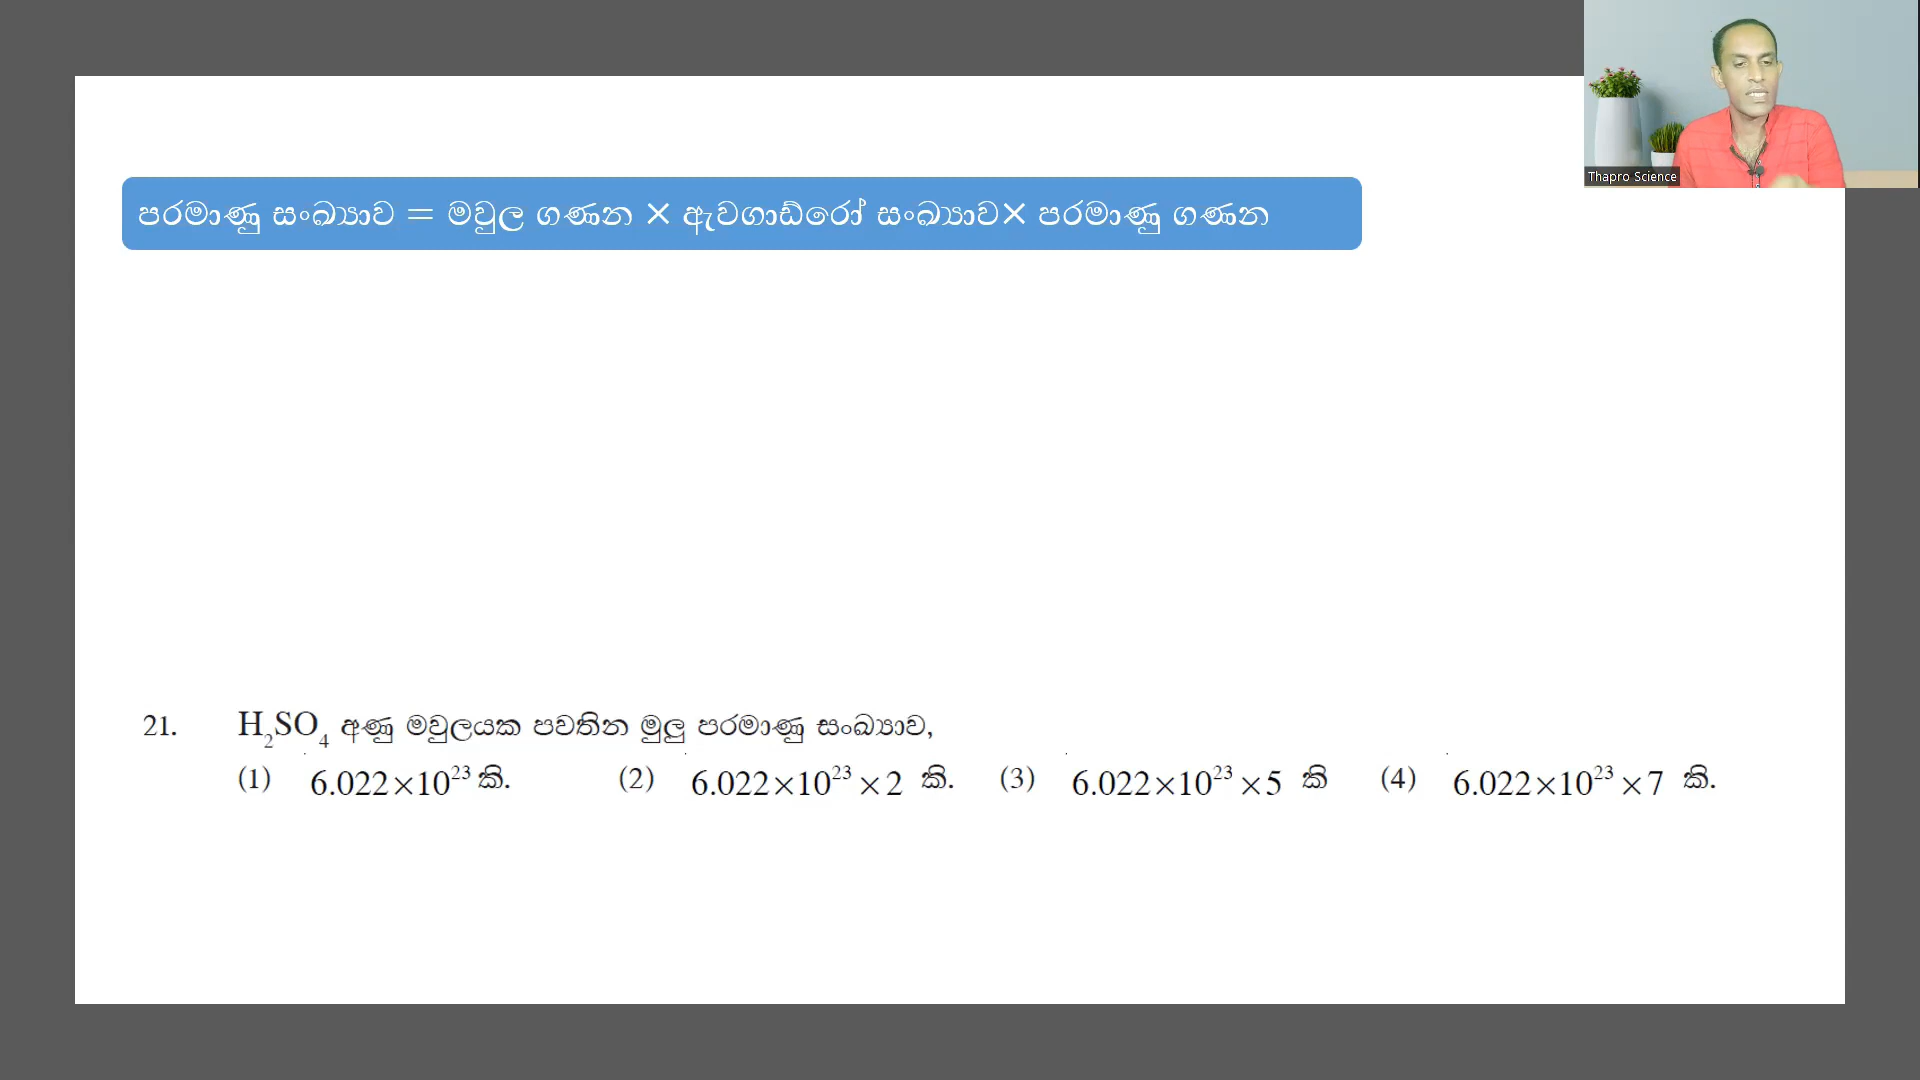 Thapro Science
පරමාණු සංඛ්‍යාව = මවුල ගණන × ඇවගාඩ්රෝ සංඛ්‍යාව× පරමාණු ගණන
21. H₂SO₄ අණු මවුලයක පවතින මුලු පරමාණු සංඛ්‍යාව,
(1) 6.022×10²³ කි. (2) 6.022×10²³ ×2 කි. (3) 6.022×10²³ ×5 කි (4) 6.022×10²³ ×7 කි.